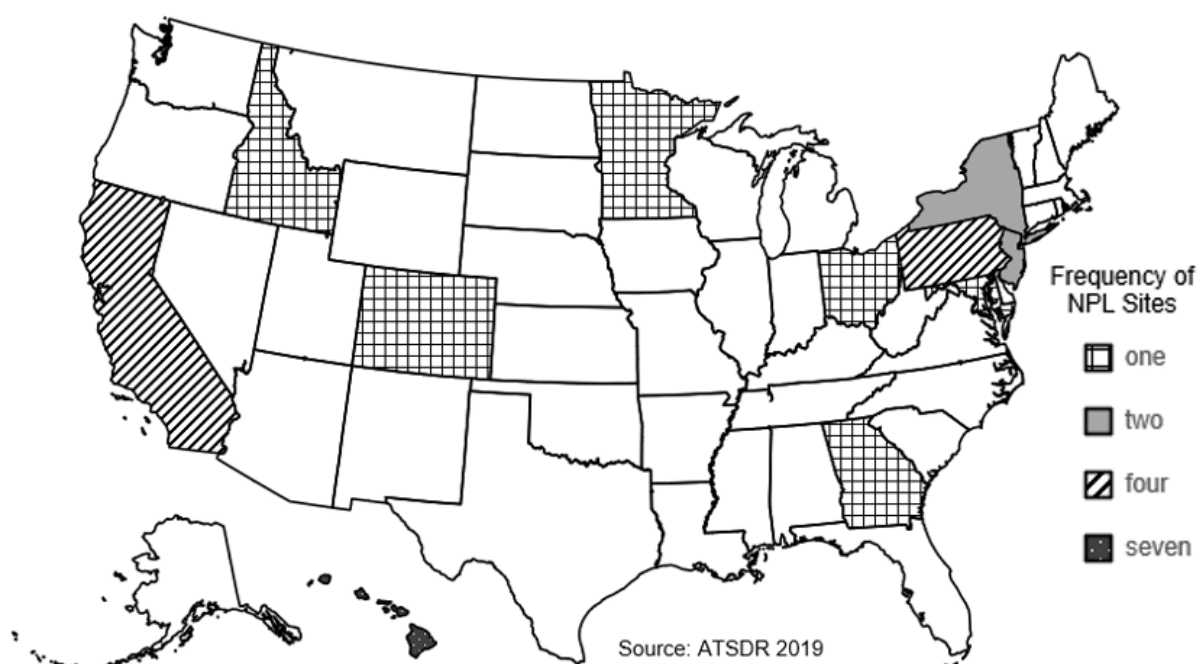 Frequency of
NPL Sites
one
two
four
seven
Source: ATSDR 2019